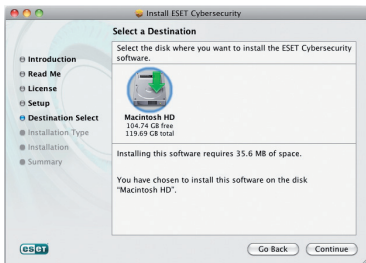 Install ESET Cybersecurity
Select a Destination
Introduction
Read Me
License
Setup
Destination Select
Installation Type
Installation
Summary
Select the disk where you want to install the ESET Cybersecurity
software.
Macintosh HD
104.74 GB free
119.69 GB total
Installing this software requires 35.6 MB of space.
You have chosen to install this software on the disk
“Macintosh HD”.
eset
Go Back
Continue